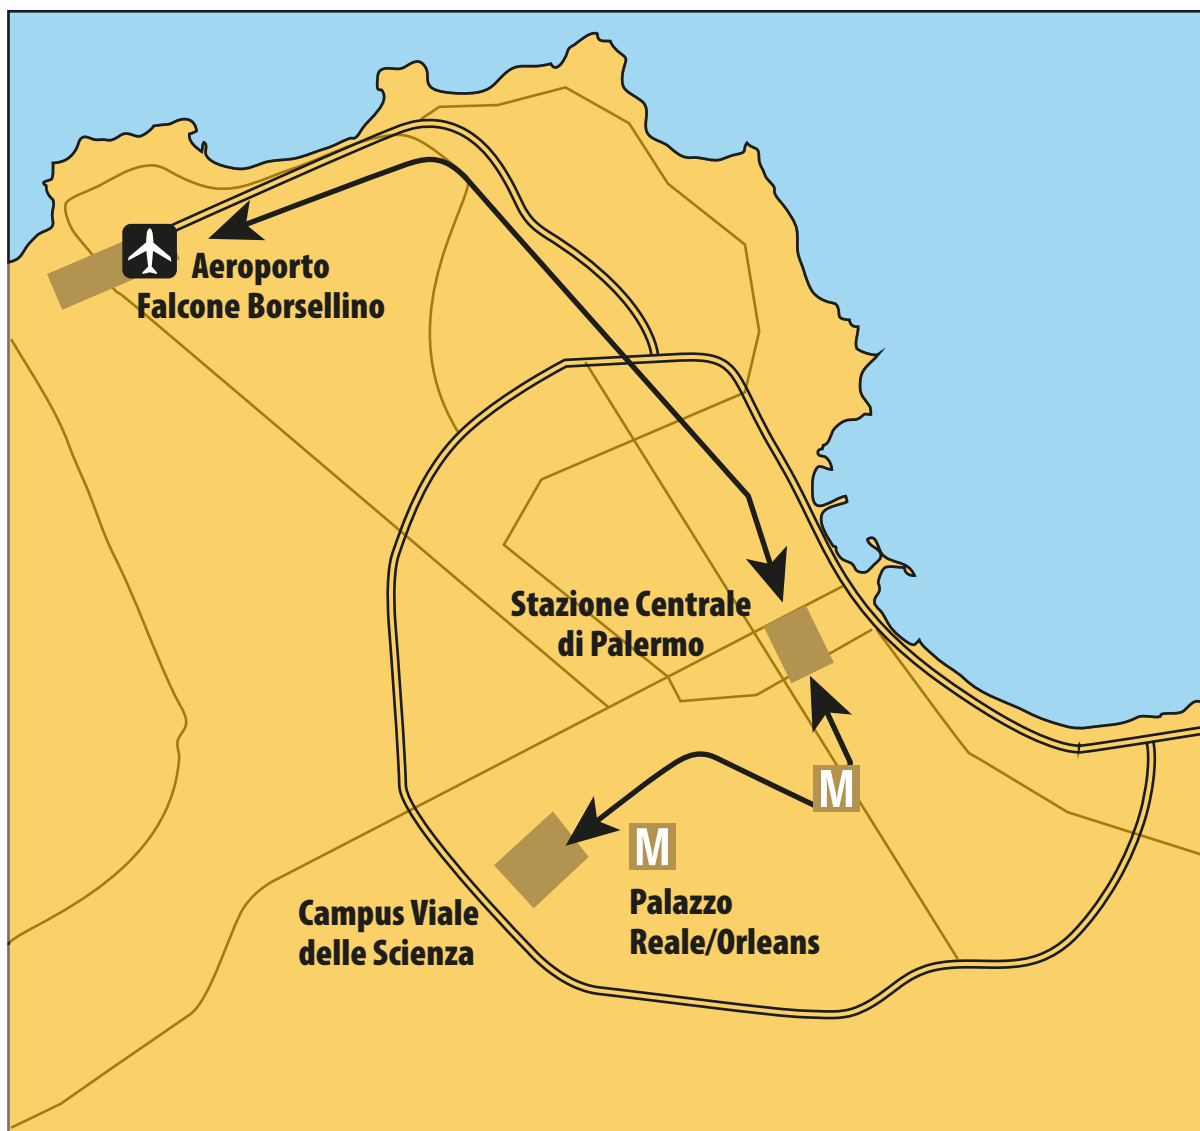 Aeroporto
Falcone Borsellino
Stazione Centrale
di Palermo
M
M
Palazzo
Reale/Orleans
Campus Viale
delle Scienza